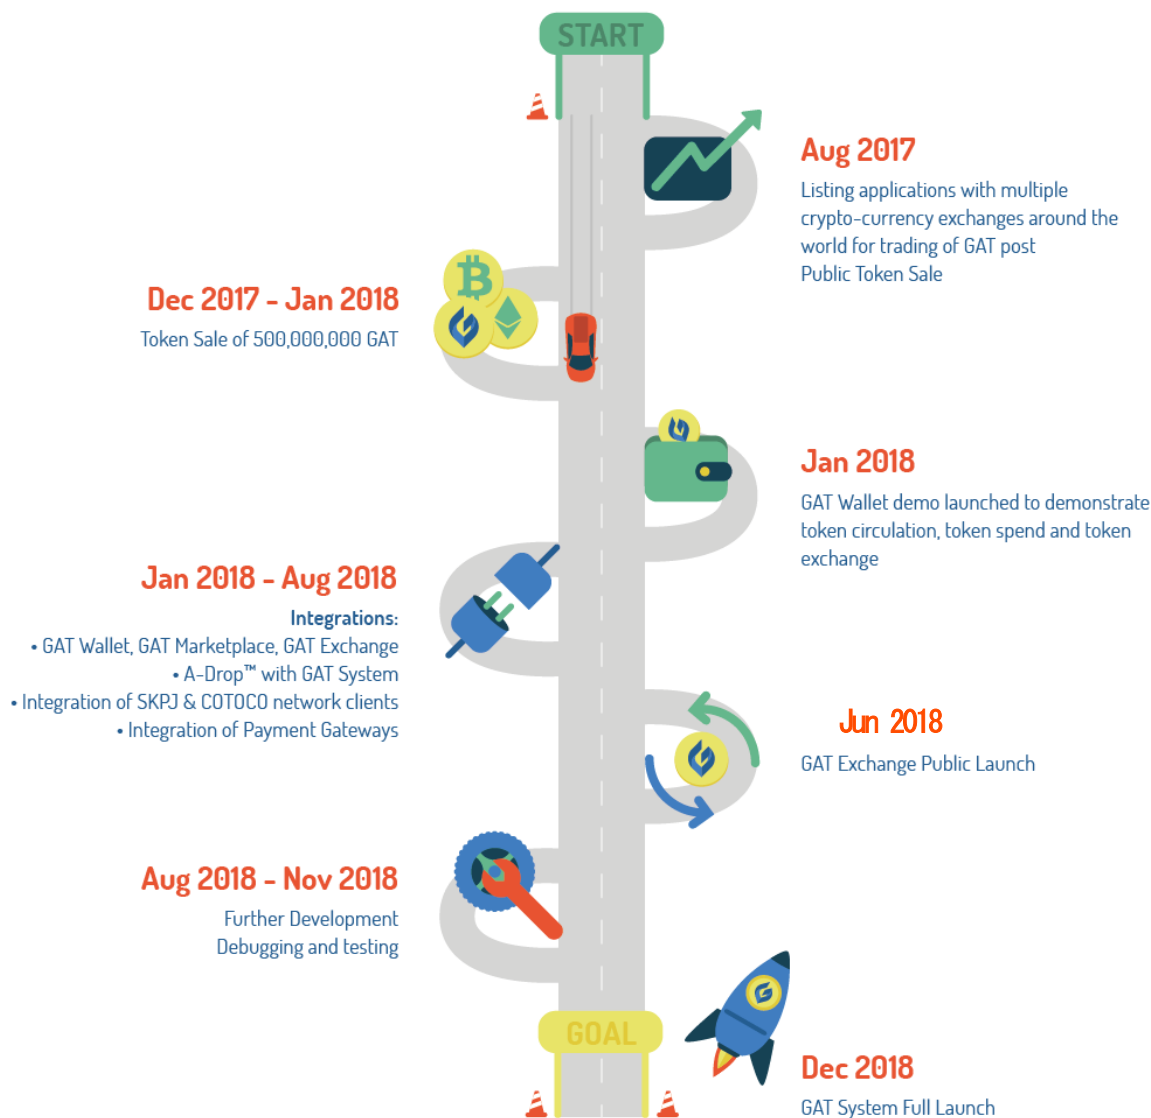 START
Aug 2017
Listing applications with multiple
crypto-currency exchanges around the
world for trading of GAT post
Public Token Sale
Dec 2017 - Jan 2018
Token Sale of 500,000,000 GAT
Jan 2018
GAT Wallet demo launched to demonstrate
token circulation, token spend and token
exchange
Jan 2018 - Aug 2018
Integrations:
• GAT Wallet, GAT Marketplace, GAT Exchange
• A-Drop™ with GAT System
• Integration of SKPJ & COTOCO network clients
• Integration of Payment Gateways
Jun 2018
GAT Exchange Public Launch
Aug 2018 - Nov 2018
Further Development
Debugging and testing
GOAL
Dec 2018
GAT System Full Launch